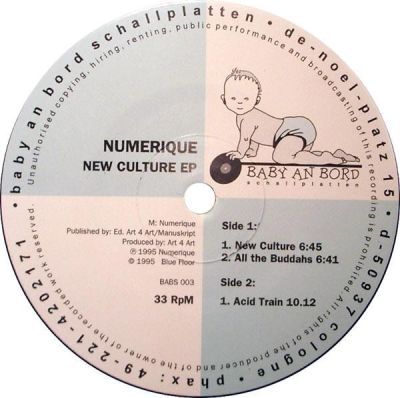 • baby an bord schallplatten • de-noel-platz 15 • d-50937 cologne • phax: 49-221-4202171
Unauthorised copying, hiring, renting, public performance and broadcasting of this recording is prohibited. All rights of the producer and of the owner of the recorded work reserved.
NUMERIQUE
NEW CULTURE EP
BABY AN BORD
schallplatten
M: Numerique
Published by: Ed. Art 4 Art/Manuskript
Produced by: Art 4 Art
℗ 1995 Nuqerique
© 1995 Blue Floor
BABS 003
33 RpM
Side 1:
1. New Culture 6:45
2. All the Buddahs 6:41
Side 2:
1. Acid Train 10.12